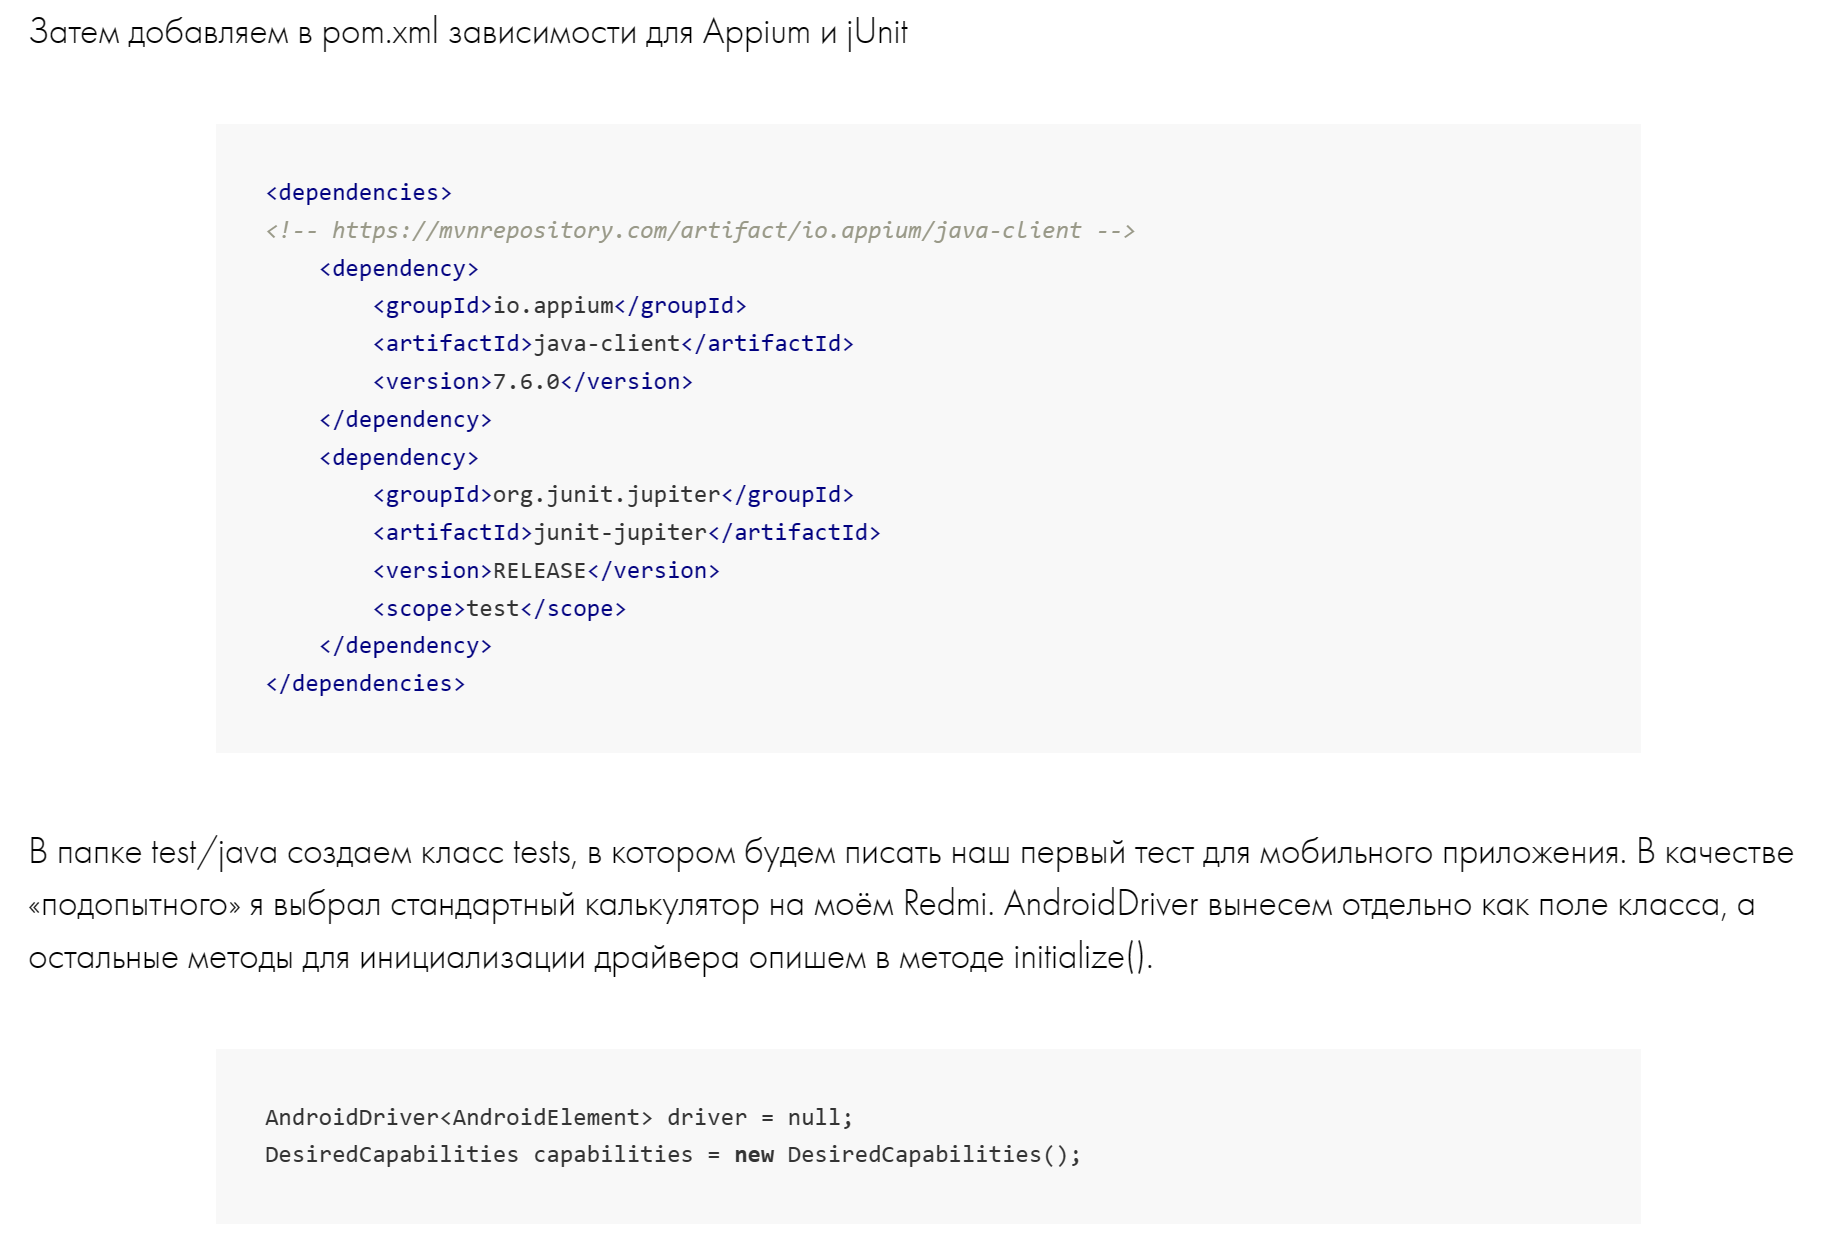 Затем добавляем в pom.xml зависимости для Appium и jUnit
<dependencies>
<!-- https://mvnrepository.com/artifact/io.appium/java-client -->
    <dependency>
        <groupId>io.appium</groupId>
        <artifactId>java-client</artifactId>
        <version>7.6.0</version>
    </dependency>
    <dependency>
        <groupId>org.junit.jupiter</groupId>
        <artifactId>junit-jupiter</artifactId>
        <version>RELEASE</version>
        <scope>test</scope>
    </dependency>
</dependencies>
В папке test/java создаем класс tests, в котором будем писать наш первый тест для мобильного приложения. В качестве
«подопытного» я выбрал стандартный калькулятор на моём Redmi. AndroidDriver вынесем отдельно как поле класса, а
остальные методы для инициализации драйвера опишем в методе initialize().
AndroidDriver<AndroidElement> driver = null;
DesiredCapabilities capabilities = new DesiredCapabilities();